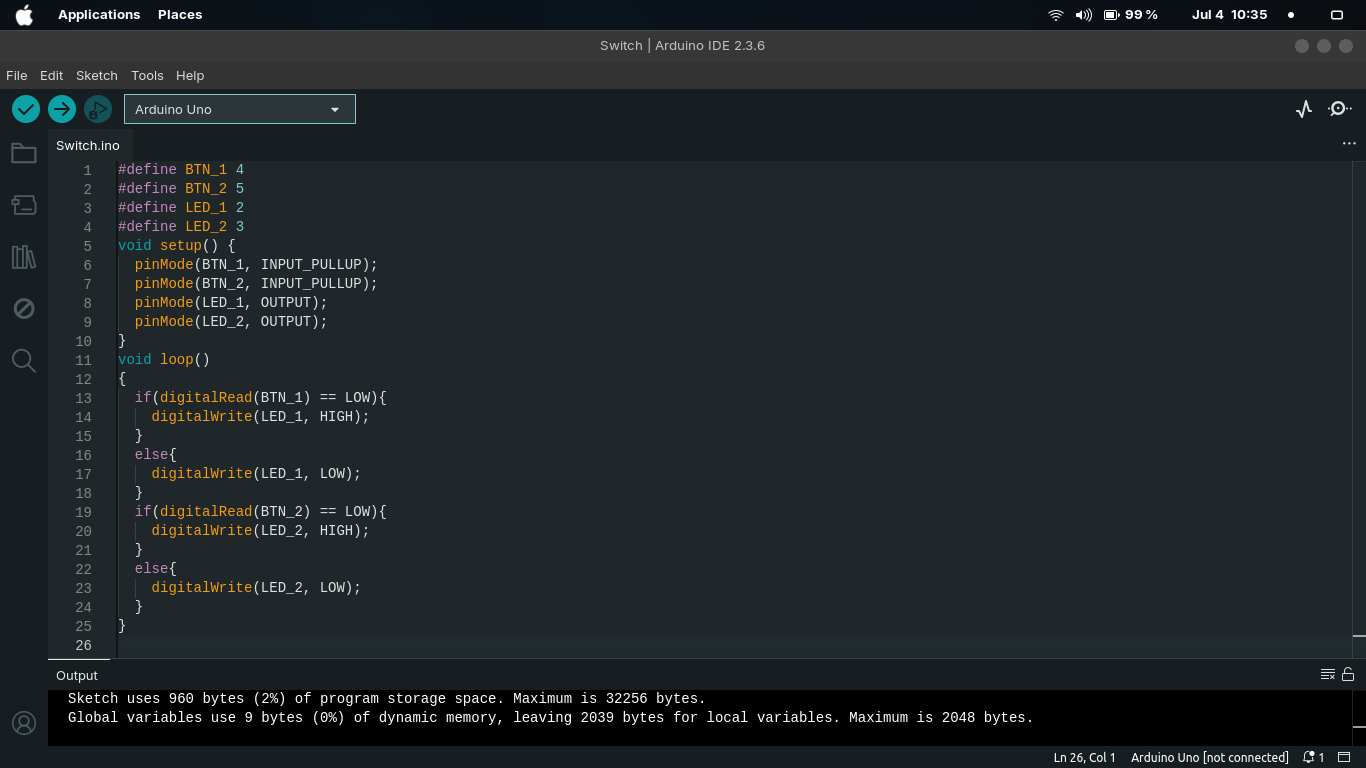 Applications Places 99 % Jul 4 10:35
Switch | Arduino IDE 2.3.6
File Edit Sketch Tools Help
Arduino Uno
Switch.ino
1 #define BTN_1 4
2 #define BTN_2 5
3 #define LED_1 2
4 #define LED_2 3
5 void setup() {
6   pinMode(BTN_1, INPUT_PULLUP);
7   pinMode(BTN_2, INPUT_PULLUP);
8   pinMode(LED_1, OUTPUT);
9   pinMode(LED_2, OUTPUT);
10 }
11 void loop()
12 {
13   if(digitalRead(BTN_1) == LOW){
14     digitalWrite(LED_1, HIGH);
15   }
16   else{
17     digitalWrite(LED_1, LOW);
18   }
19   if(digitalRead(BTN_2) == LOW){
20     digitalWrite(LED_2, HIGH);
21   }
22   else{
23     digitalWrite(LED_2, LOW);
24   }
25 }
26
Output
Sketch uses 960 bytes (2%) of program storage space. Maximum is 32256 bytes.
Global variables use 9 bytes (0%) of dynamic memory, leaving 2039 bytes for local variables. Maximum is 2048 bytes.
Ln 26, Col 1 Arduino Uno [not connected] 1